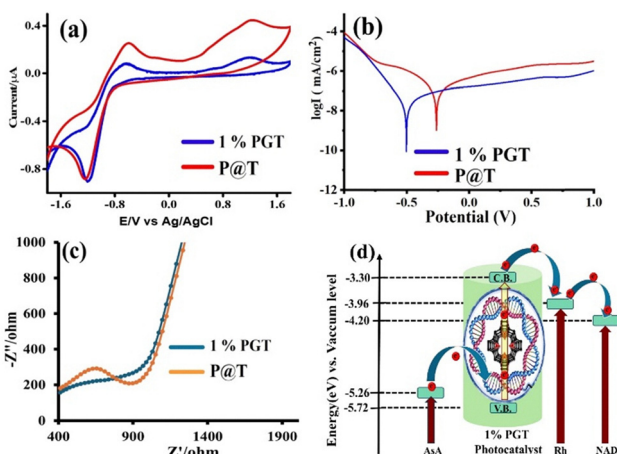 (a)
Current/μA
0.4
0.0
-0.4
-0.8
1 % PGT
P@T
-1.6
-0.8
0.0
0.8
1.6
E/V vs Ag/AgCl
(b)
logI ( mA/cm²)
-4
-6
-8
-10
-12
1 % PGT
P@T
-1.0
-0.5
0.0
0.5
1.0
Potential (V)
(c)
-Z''/ohm
1000
800
600
400
200
0
1 % PGT
P@T
400
900
1400
1900
Z'/ohm
(d)
Energy(eV) vs. Vaccum level
-3.30
-3.96
-4.20
-5.26
-5.72
C.B.
V.B.
AsA
1% PGT
Photocatalyst
Rh
NAD